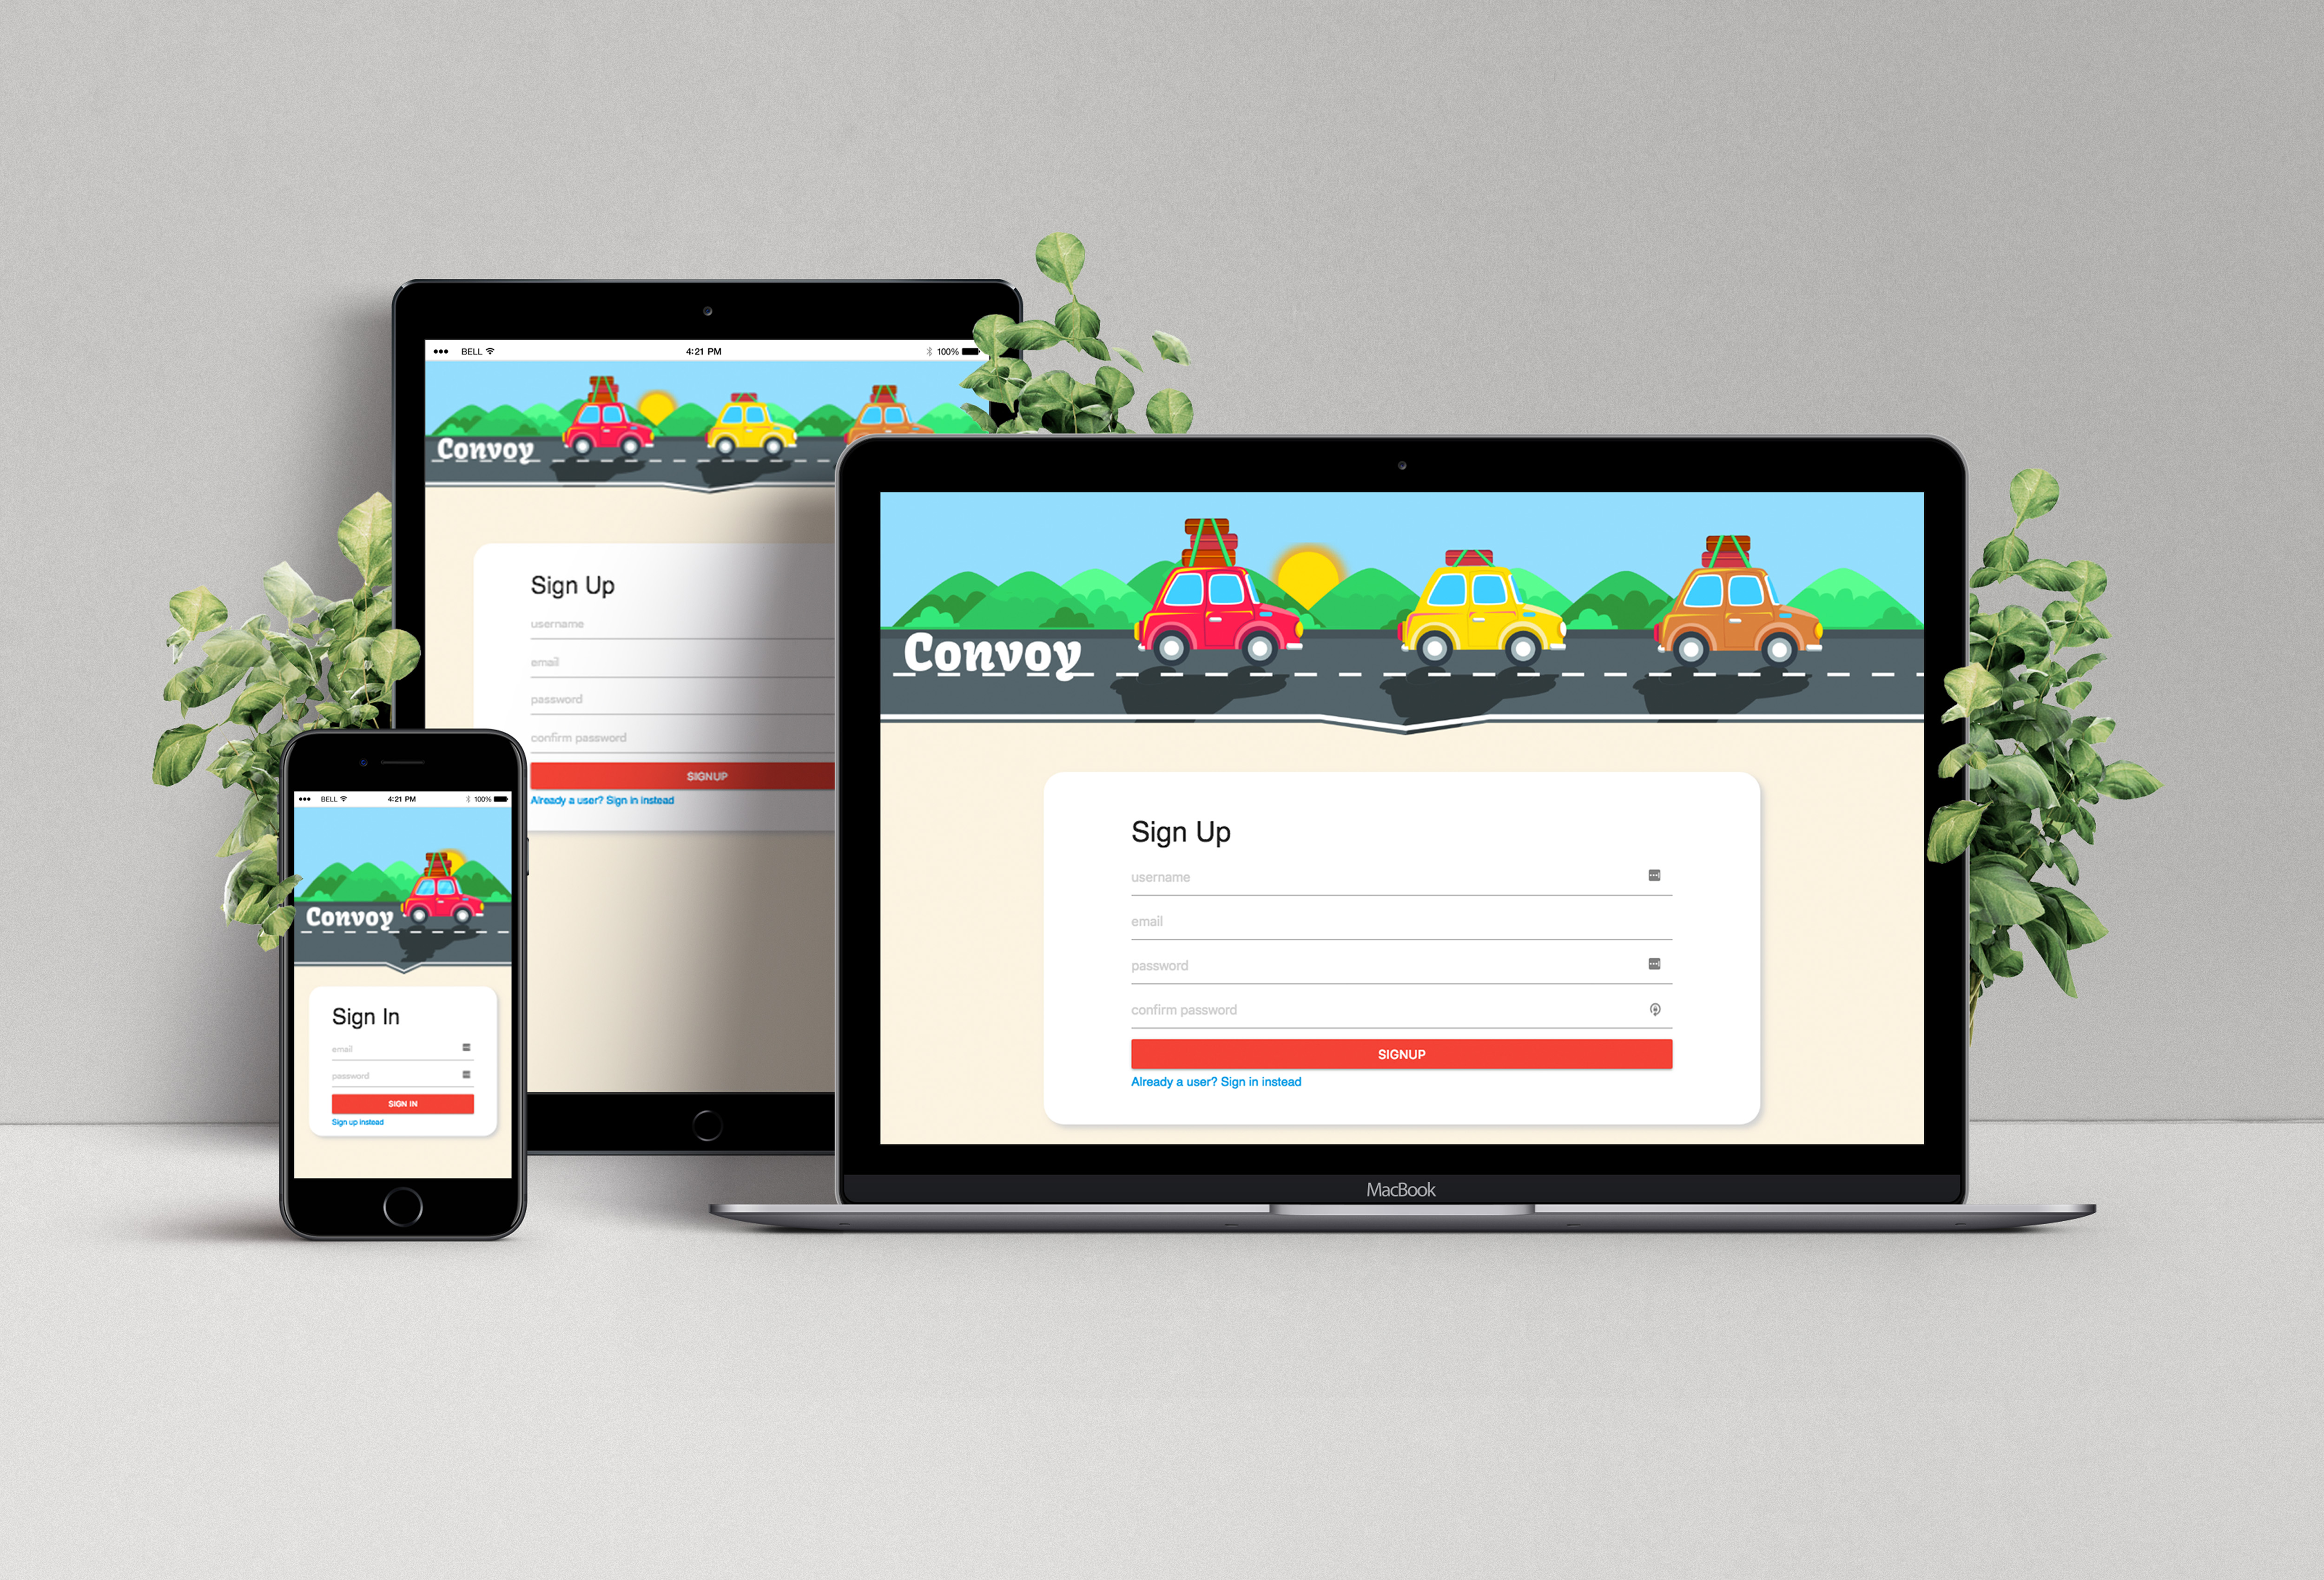 BELL
4:21 PM
100%
Convoy
Sign Up
username
email
password
confirm password
SIGNUP
Already a user? Sign in instead
BELL
4:21 PM
100%
Convoy
Sign In
email
password
SIGN IN
Sign up instead
Convoy
Sign Up
username
email
password
confirm password
SIGNUP
Already a user? Sign in instead
MacBook